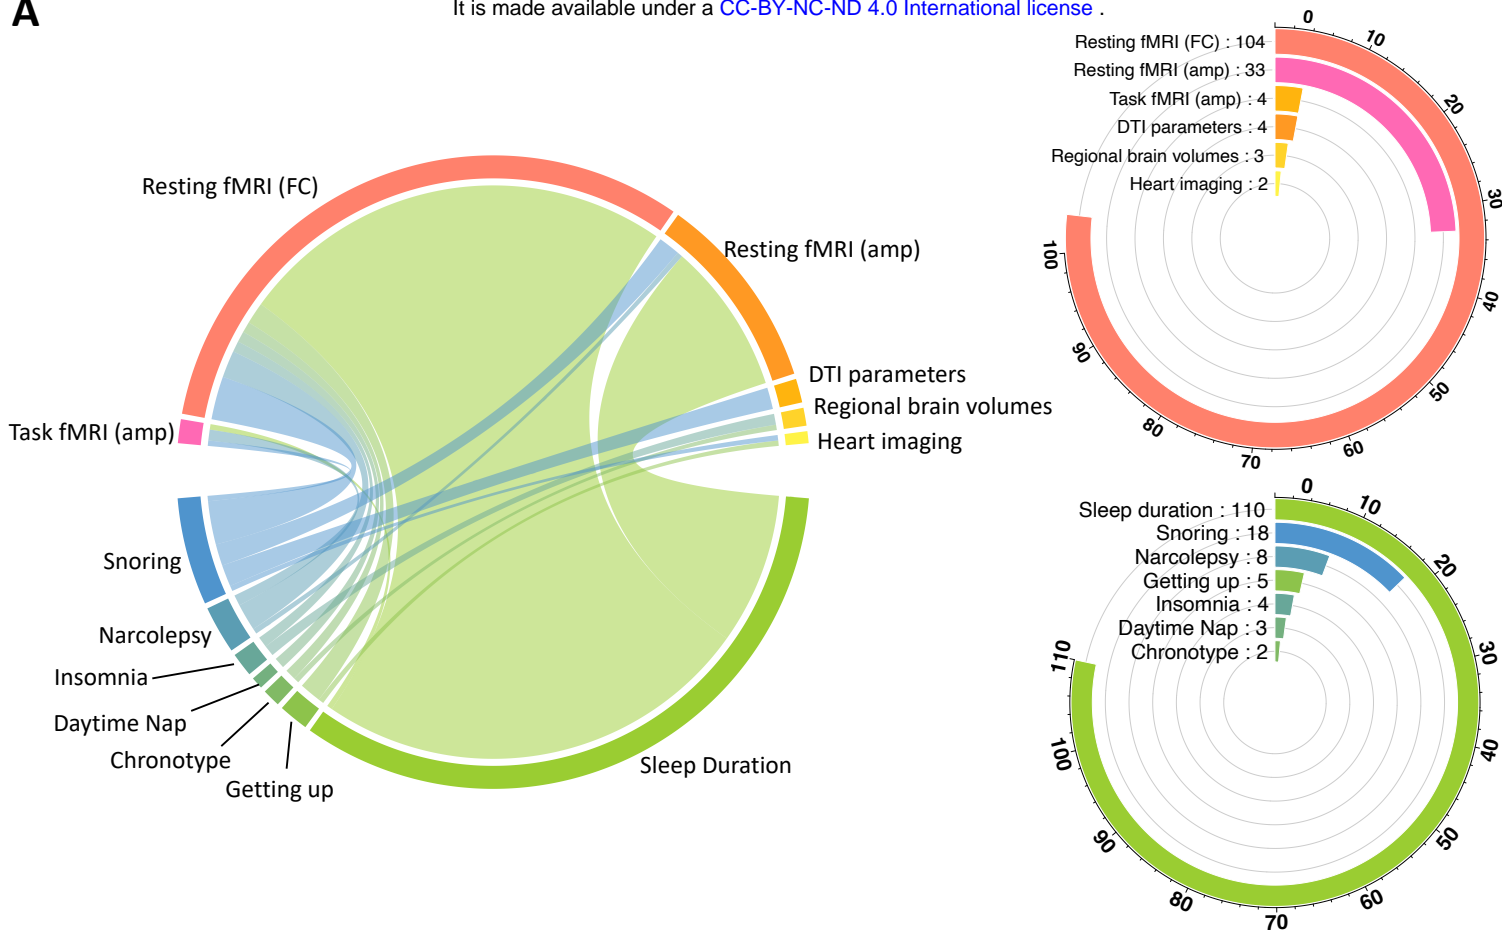 A
It is made available under a CC-BY-NC-ND 4.0 International license .
Resting fMRI (FC)
Resting fMRI (amp)
DTI parameters
Regional brain volumes
Heart imaging
Task fMRI (amp)
Snoring
Narcolepsy
Insomnia
Daytime Nap
Chronotype
Getting up
Sleep Duration
Resting fMRI (FC) : 104
Resting fMRI (amp) : 33
Task fMRI (amp) : 4
DTI parameters : 4
Regional brain volumes : 3
Heart imaging : 2
0
10
20
30
40
50
60
70
80
90
100
Sleep duration : 110
Snoring : 18
Narcolepsy : 8
Getting up : 5
Insomnia : 4
Daytime Nap : 3
Chronotype : 2
0
10
20
30
40
50
60
70
80
90
100
110